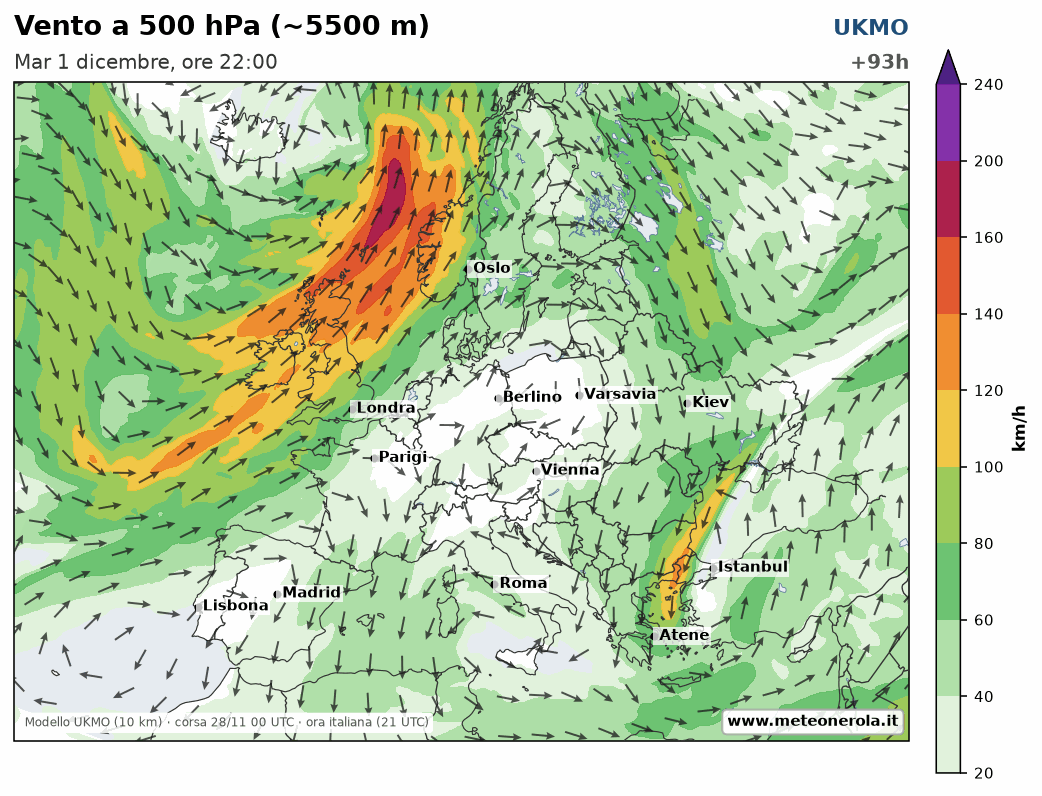 Vento a 500 hPa (~5500 m)
UKMO
Mar 1 dicembre, ore 22:00
+93h
240
200
160
140
120
100
80
60
40
20
km/h
Oslo
Berlino
Varsavia
Kiev
Londra
Parigi
Vienna
Istanbul
Roma
Madrid
Lisbona
Atene
Modello UKMO (10 km) · corsa 28/11 00 UTC · ora italiana (21 UTC)
www.meteonerola.it